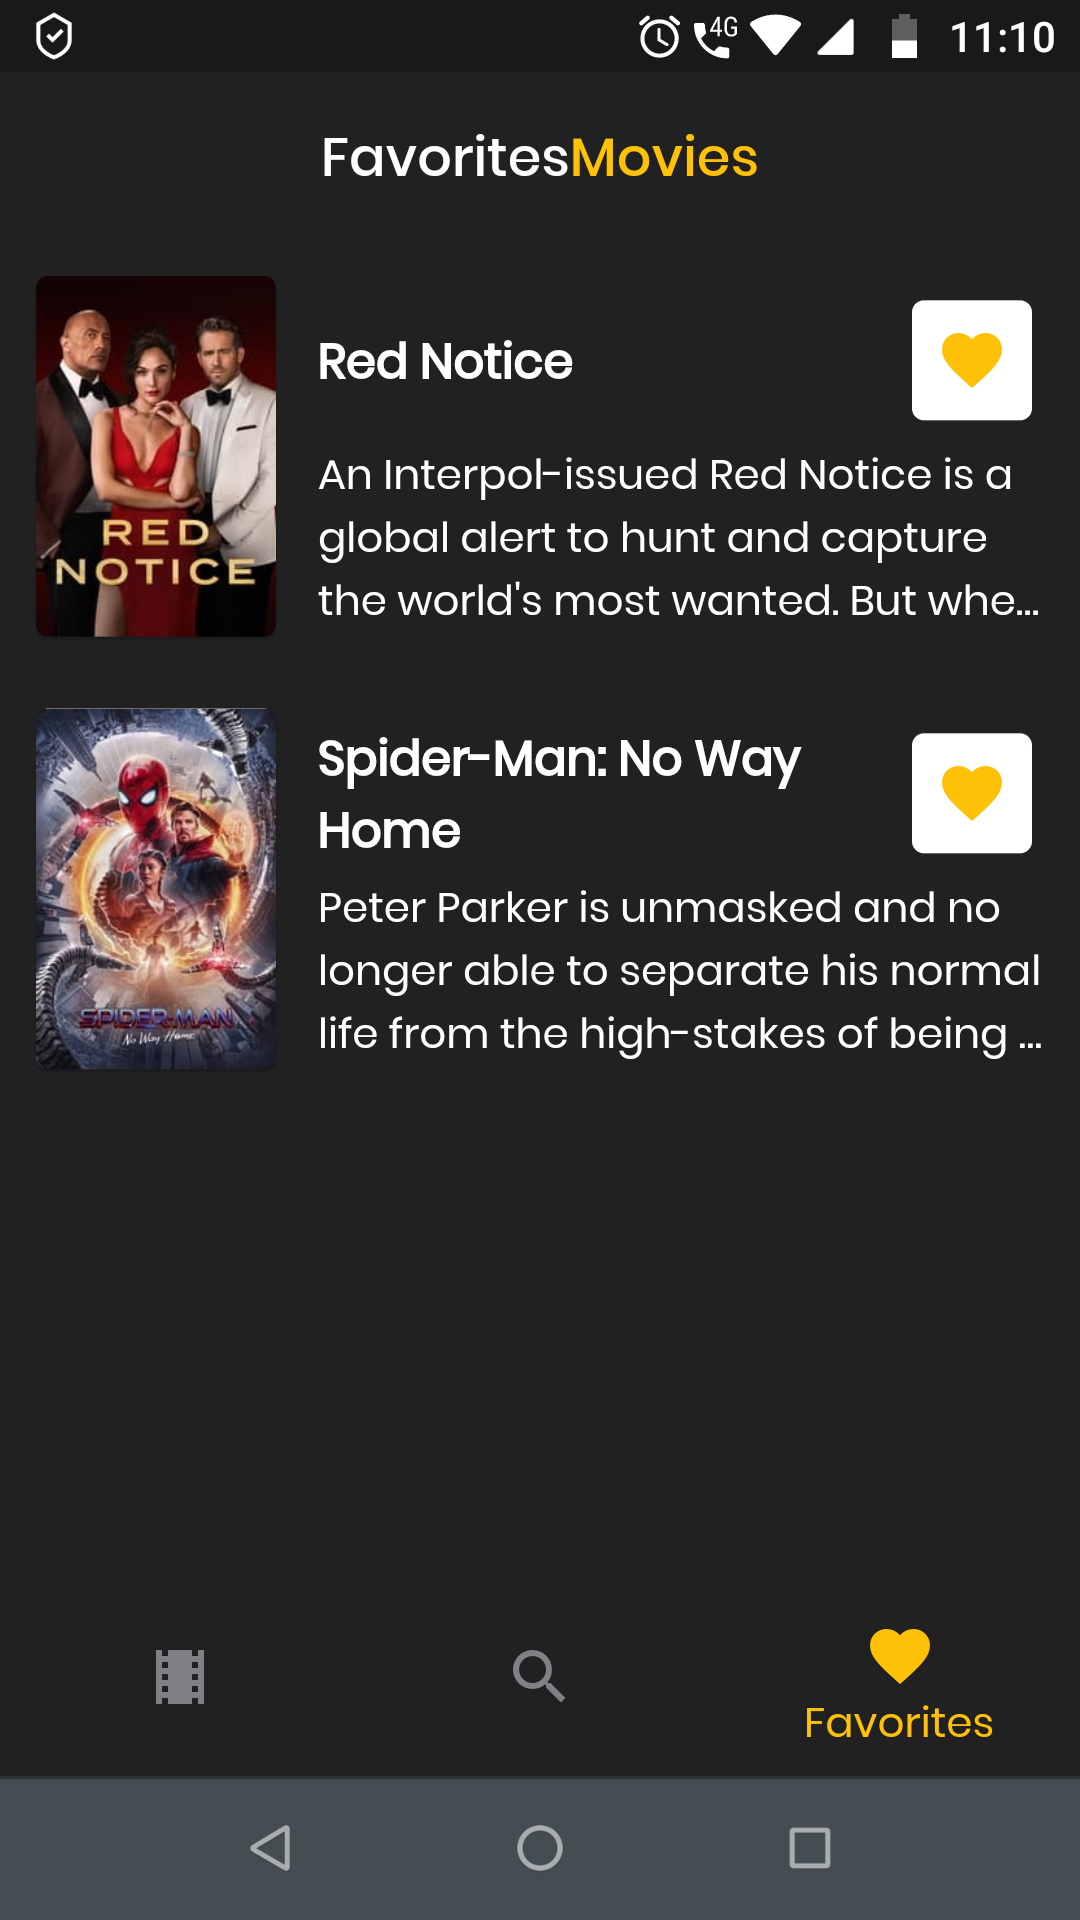 4G 11:10
FavoritesMovies
RED
NOTICE
Red Notice
An Interpol-issued Red Notice is a
global alert to hunt and capture
the world's most wanted. But whe...
SPIDER-MAN
No Way Home
Spider-Man: No Way
Home
Peter Parker is unmasked and no
longer able to separate his normal
life from the high-stakes of being ...
Favorites